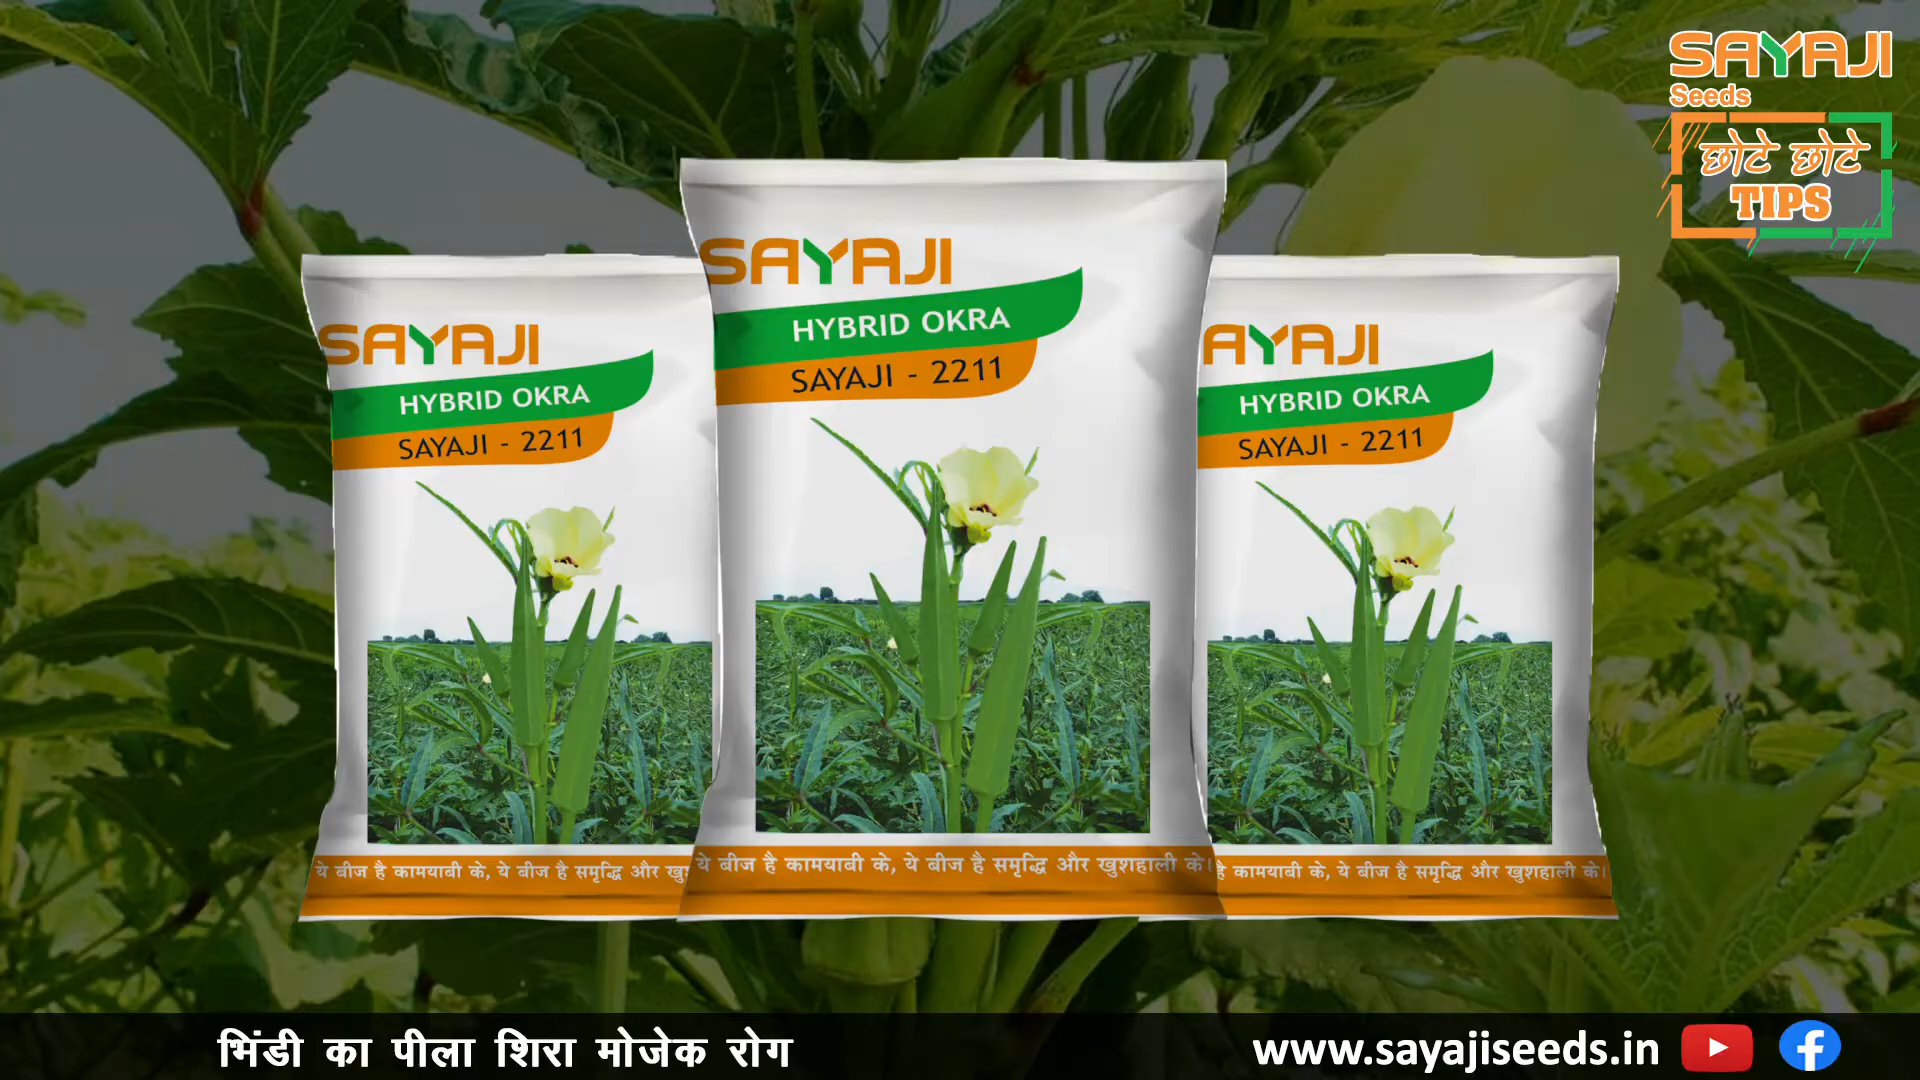 SAYAJI
Seeds
छोटे छोटे
TIPS
SAYAJI
HYBRID OKRA
SAYAJI - 2211
ये बीज है कामयाबी के, ये बीज है समृद्धि और खु
SAYAJI
HYBRID OKRA
SAYAJI - 2211
ये बीज है कामयाबी के, ये बीज है समृद्धि और खुशहाली के।
AYAJI
HYBRID OKRA
SAYAJI - 2211
है कामयाबी के, ये बीज है समृद्धि और खुशहाली के।
भिंडी का पीला शिरा मोजेक रोग
www.sayajiseeds.in